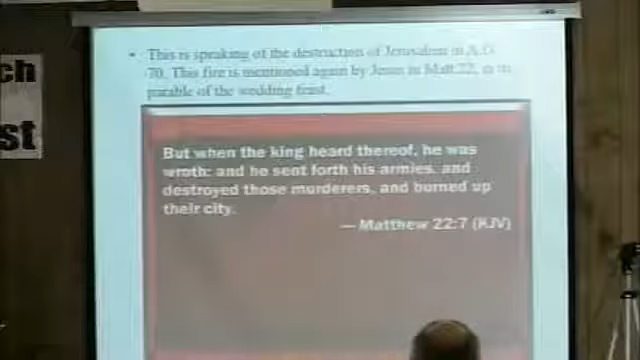 ch
st
• This is speaking of the destruction of Jerusalem in A.D.
70. This fire is mentioned again by Jesus in Matt.22, in
parable of the wedding feast.
But when the king heard thereof, he was
wroth: and he sent forth his armies, and
destroyed those murderers, and burned up
their city.
— Matthew 22:7 (KJV)